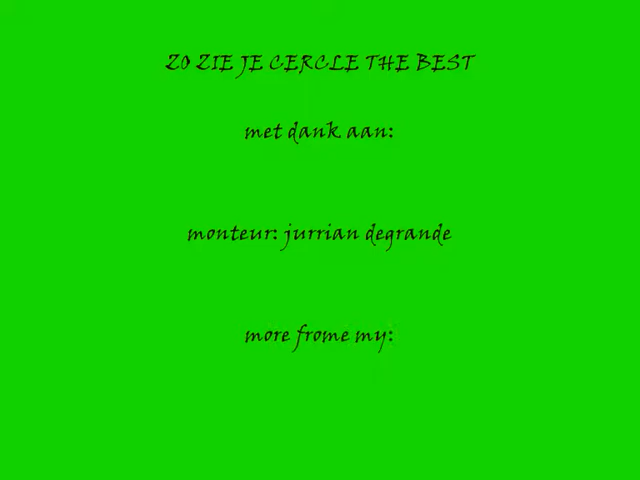 ZO ZIE JE CERCLE THE BEST
met dank aan:
monteur: jurrian degrande
more frome my: